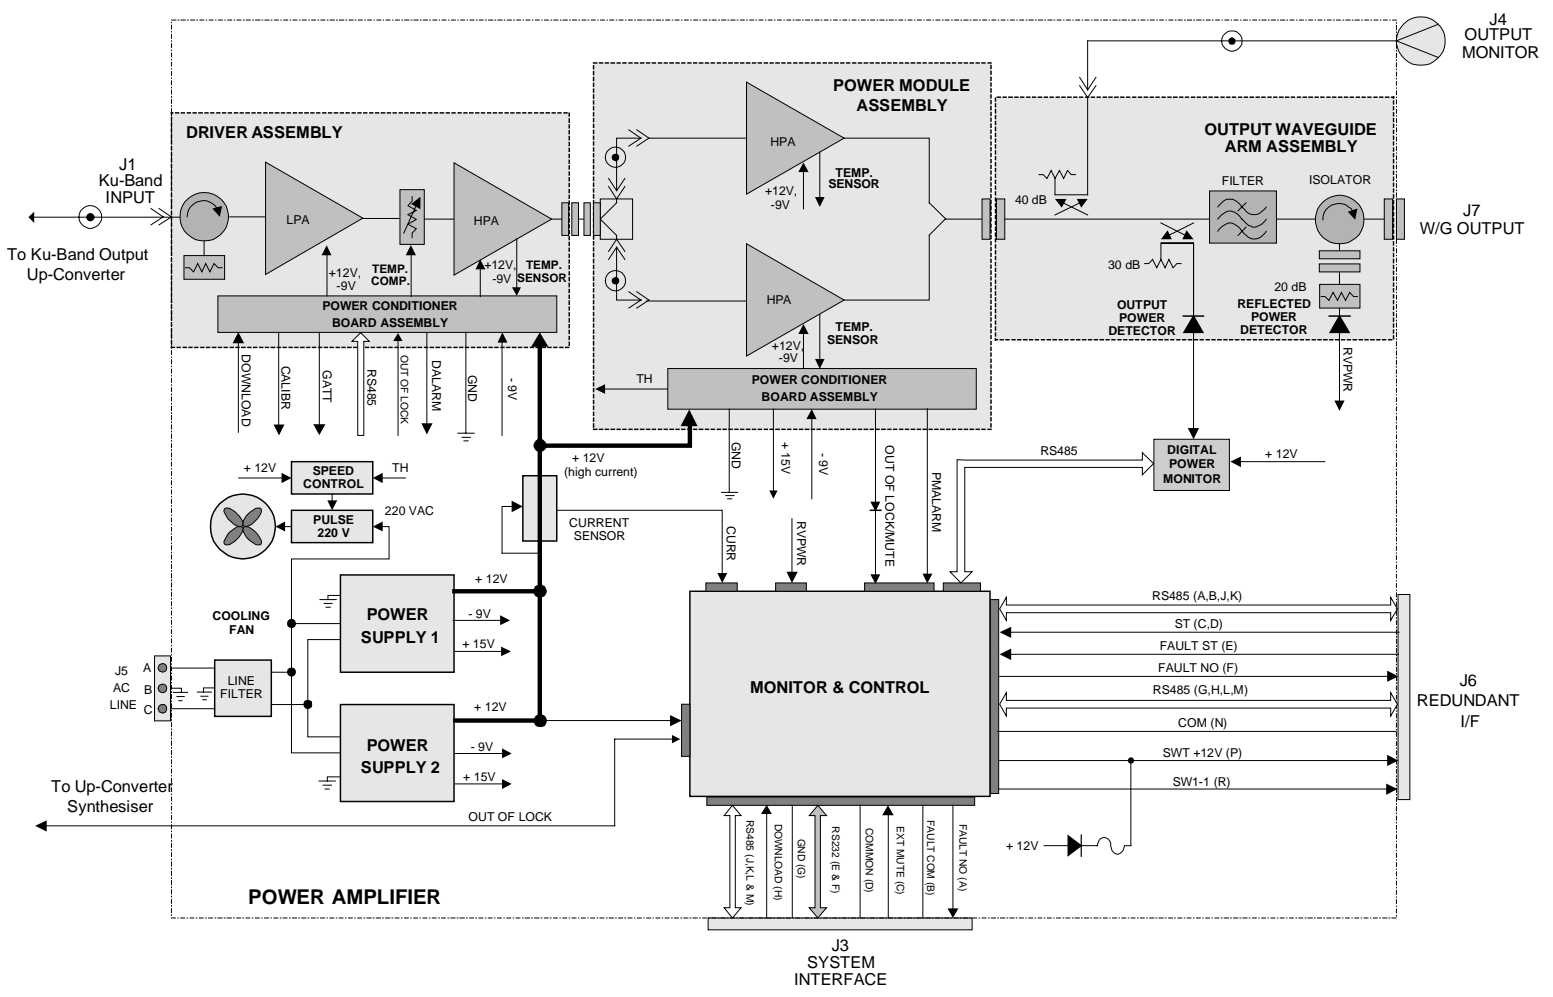 J4
OUTPUT
MONITOR
POWER MODULE
ASSEMBLY
HPA
+12V,
-9V
TEMP.
SENSOR
HPA
+12V,
-9V
TEMP.
SENSOR
POWER CONDITIONER
BOARD ASSEMBLY
TH
DRIVER ASSEMBLY
J1
Ku-Band
INPUT
To Ku-Band Output
Up-Converter
LPA
+12V,
-9V
TEMP.
COMP.
HPA
+12V,
-9V
TEMP.
SENSOR
POWER CONDITIONER
BOARD ASSEMBLY
DOWNLOAD
CALIBR
GATT
RS485
OUT OF LOCK
DALARM
GND
- 9V
OUTPUT WAVEGUIDE
ARM ASSEMBLY
40 dB
FILTER
ISOLATOR
J7
W/G OUTPUT
30 dB
20 dB
OUTPUT
POWER
DETECTOR
REFLECTED
POWER
DETECTOR
RVPWR
GND
+ 15V
- 9V
OUT OF LOCK/MUTE
PMALARM
RS485
DIGITAL
POWER
MONITOR
+ 12V
+ 12V
SPEED
CONTROL
TH
PULSE
220 V
220 VAC
+ 12V
(high current)
CURRENT
SENSOR
CURR
RVPWR
COOLING
FAN
POWER
SUPPLY 1
+ 12V
- 9V
+ 15V
J5
AC
LINE
A
B
C
LINE
FILTER
POWER
SUPPLY 2
+ 12V
- 9V
+ 15V
MONITOR & CONTROL
RS485 (A,B,J,K)
ST (C,D)
FAULT ST (E)
FAULT NO (F)
RS485 (G,H,L,M)
COM (N)
SWT +12V (P)
SW1-1 (R)
+ 12V
J6
REDUNDANT
I/F
To Up-Converter
Synthesiser
OUT OF LOCK
RS485 (J,K,L & M)
DOWNLOAD (H)
GND (G)
RS232 (E & F)
COMMON (D)
EXT MUTE (C)
FAULT COM (B)
FAULT NO (A)
POWER AMPLIFIER
J3
SYSTEM
INTERFACE